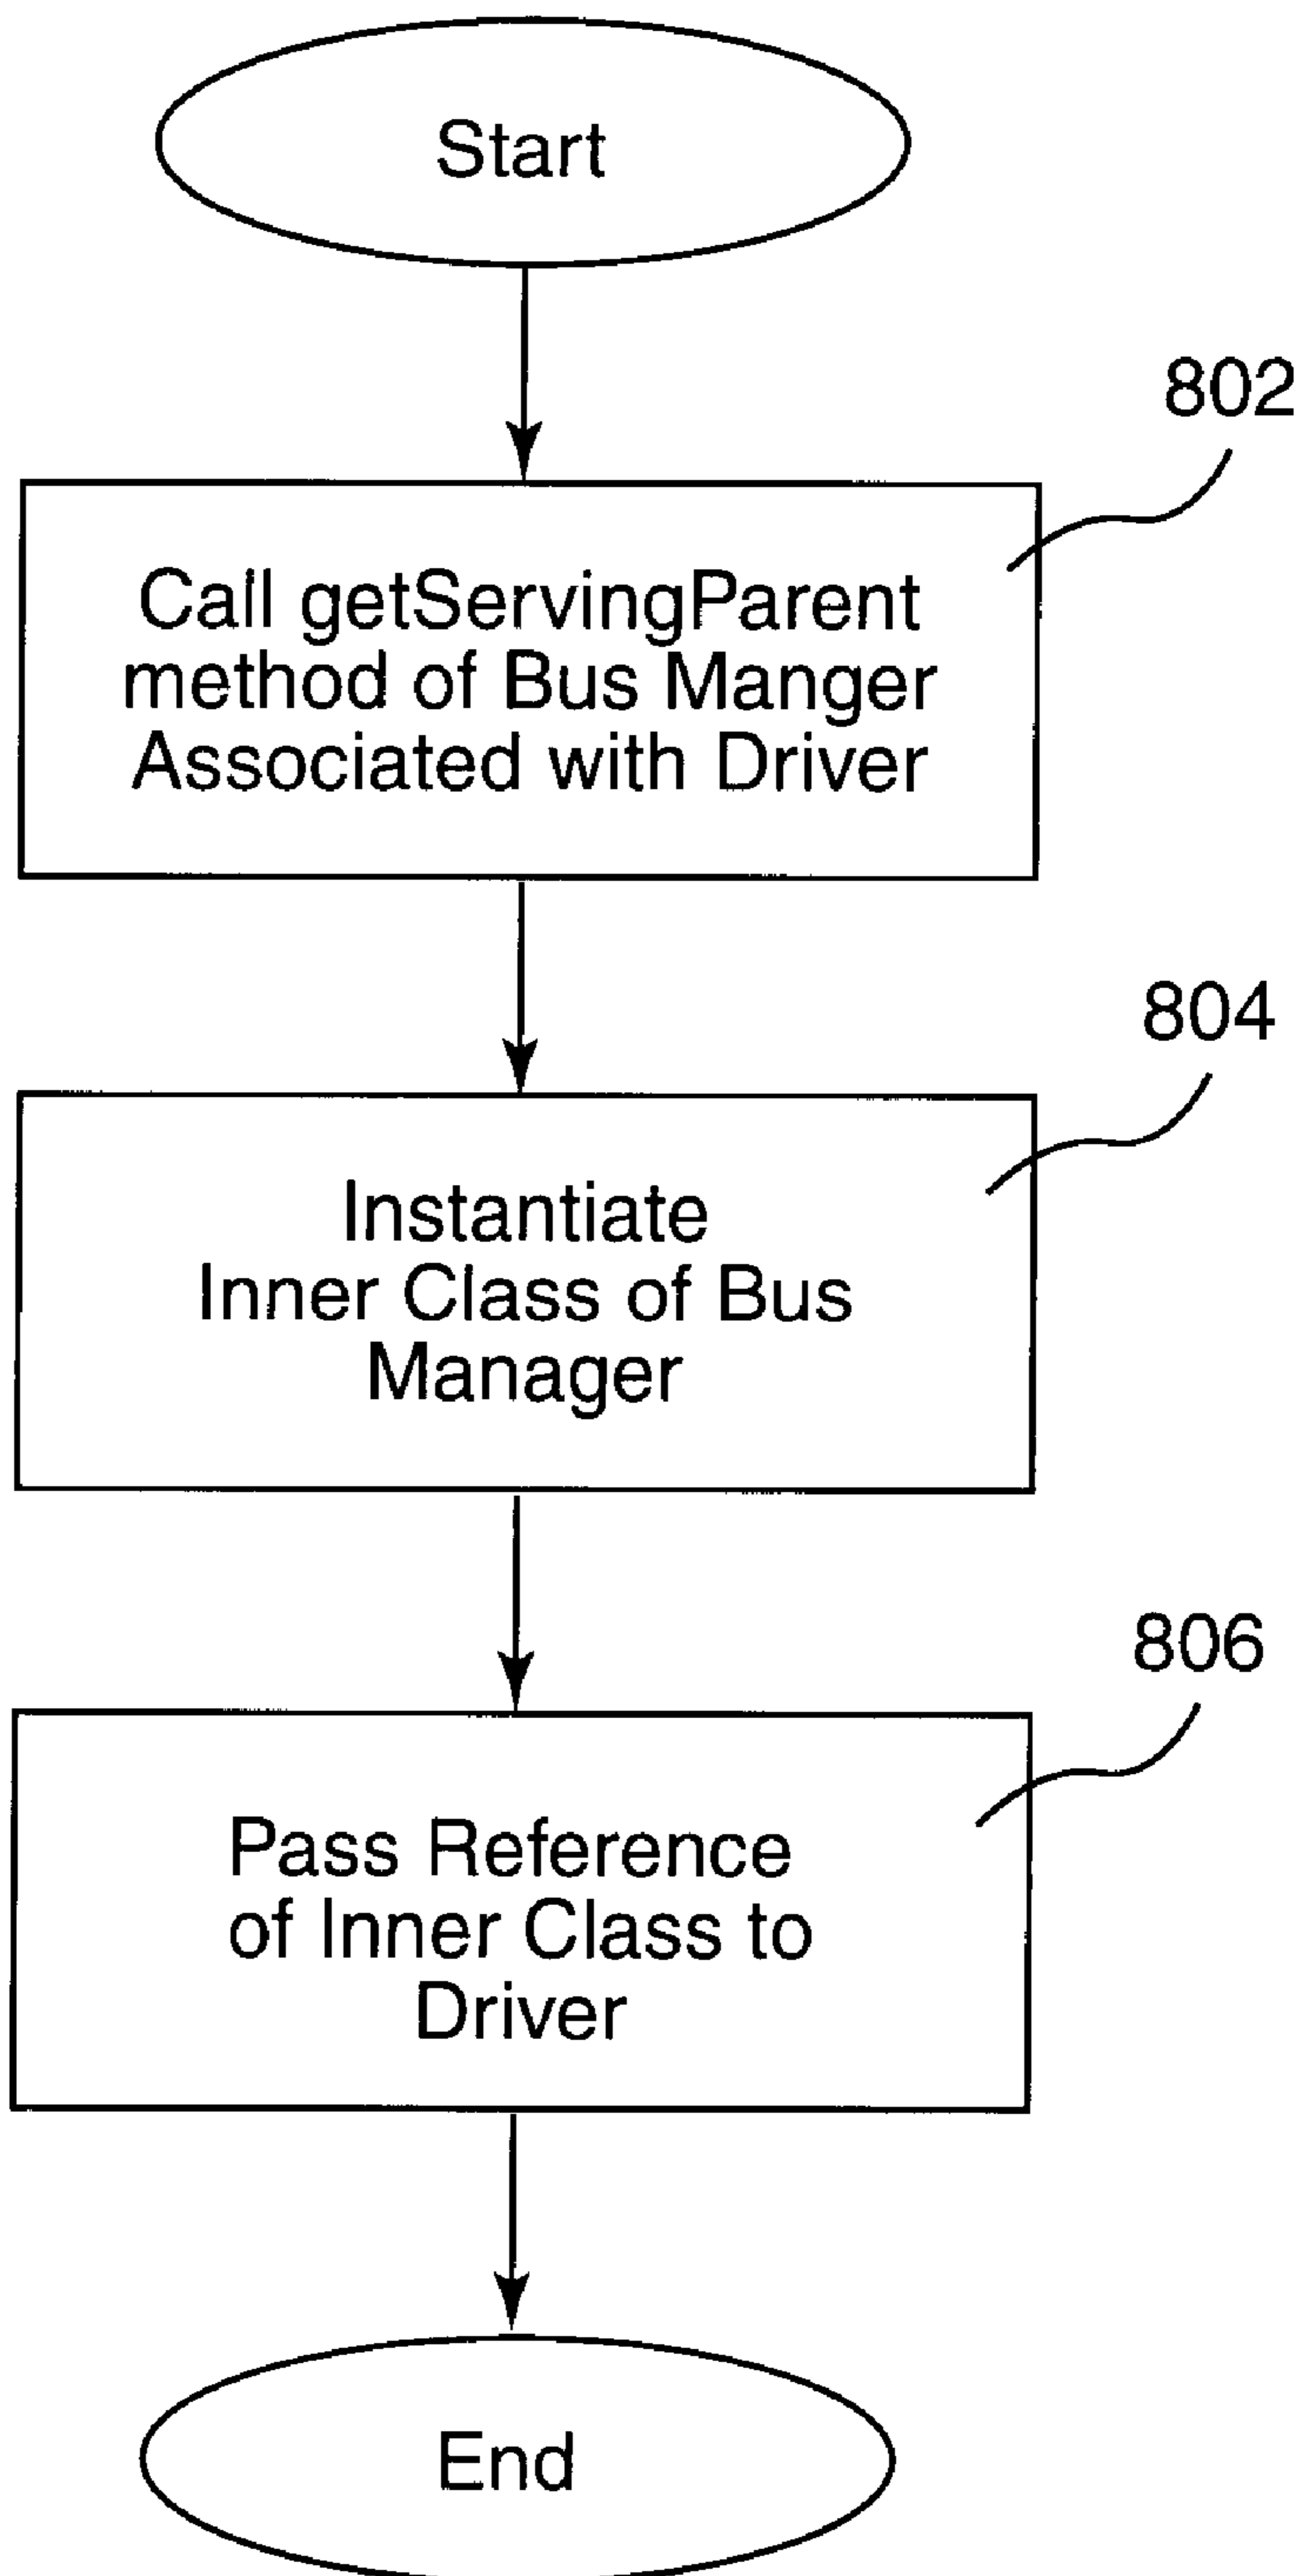 Start
802
Call getServingParent
method of Bus Manger
Associated with Driver
804
Instantiate
Inner Class of Bus
Manager
806
Pass Reference
of Inner Class to
Driver
End